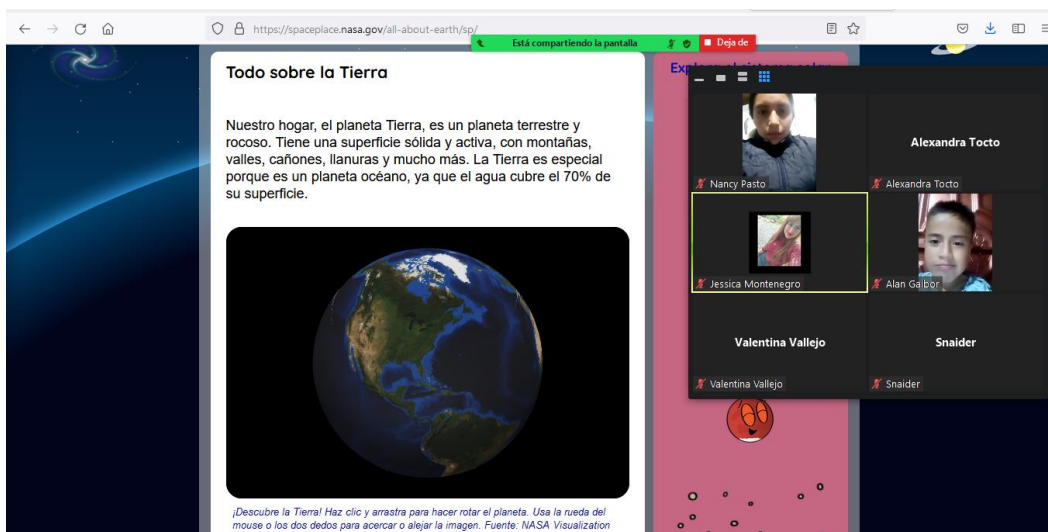 https://spaceplace.nasa.gov/all-about-earth/sp/
Está compartiendo la pantalla
Deja de
Todo sobre la Tierra
Nuestro hogar, el planeta Tierra, es un planeta terrestre y
rocoso. Tiene una superficie sólida y activa, con montañas,
valles, cañones, llanuras y mucho más. La Tierra es especial
porque es un planeta océano, ya que el agua cubre el 70% de
su superficie.
¡Descubre la Tierra! Haz clic y arrastra para hacer rotar el planeta. Usa la rueda del
mouse o los dos dedos para acercar o alejar la imagen. Fuente: NASA Visualization
Nancy Pasto
Alexandra Tocto
Alexandra Tocto
Jessica Montenegro
Alan Galbor
Valentina Vallejo
Snaider
Valentina Vallejo
Snaider